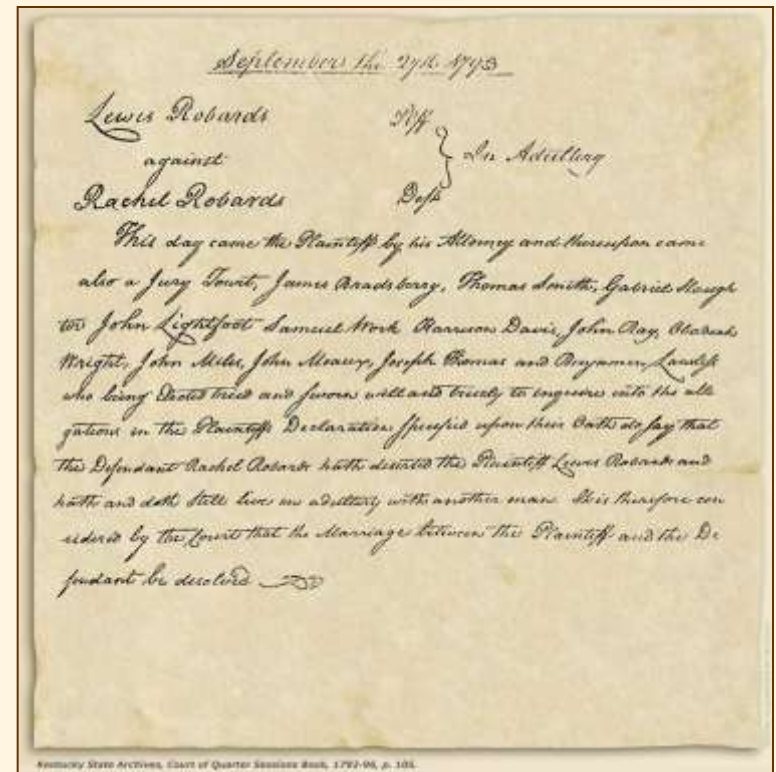 September the 27th 1793
Lewis Robards Plff
against } In Adultery
Rachel Robards Deft
This day came the Plaintiff by his Attorney and thereupon came
also a Jury Towit, James Bradsberry, Thomas Smith, Gabriel Slaugh
ter John Lightfoot Samuel Work Harrison Davis, John Ray, Obediah
Wright, John Miles, John Meaux, Joseph Thomas and Benjamin
who being Elected tried and sworn well and truely to inquire into the alle
gations in the Plaintiffs Declaration specified upon their Oath do say that
the Defendant Rachel Robards hath deserted the Plaintiff Lewis Robards and
hath and doth Still live in adultery with another man It is therefore con
sidered by the Court that the Marriage between the Plaintiff and the De
fendant be desolved
Kentucky State Archives, Court of Quarter Sessions Book, 1792-96, p. 105.